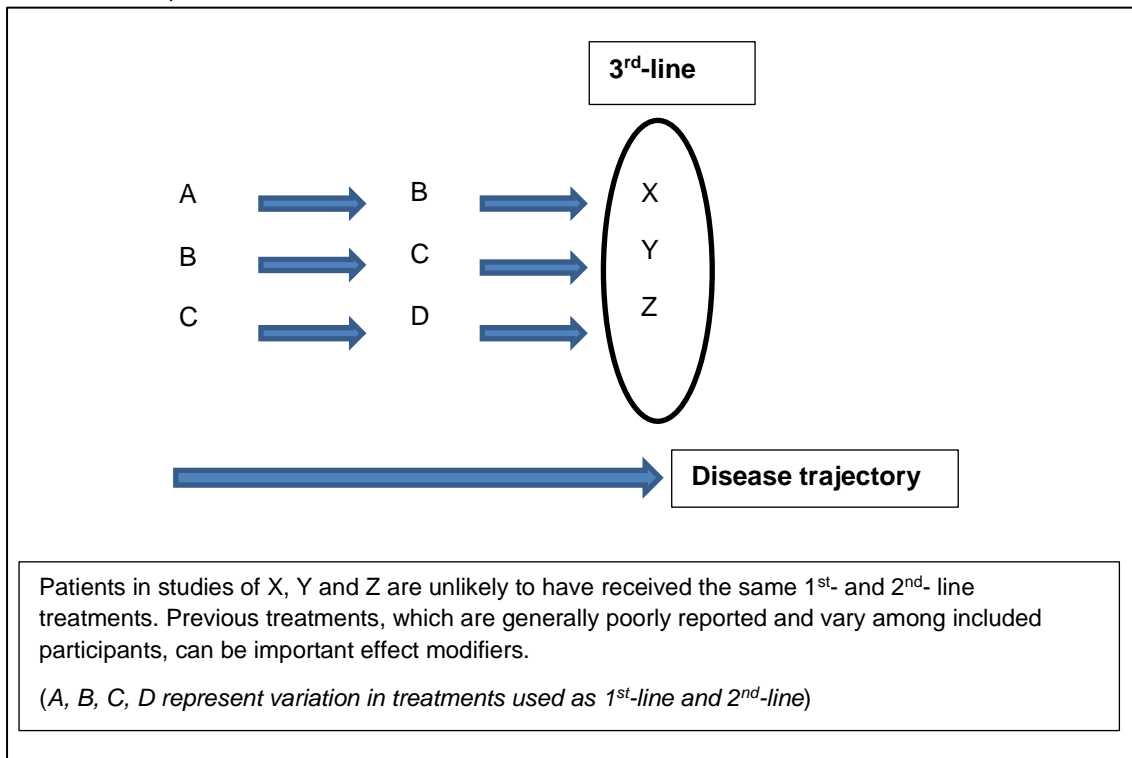 3rd-line
A B X
B C Y
C D Z
Disease trajectory
Patients in studies of X, Y and Z are unlikely to have received the same 1st- and 2nd- line
treatments. Previous treatments, which are generally poorly reported and vary among included
participants, can be important effect modifiers.
(A, B, C, D represent variation in treatments used as 1st-line and 2nd-line)